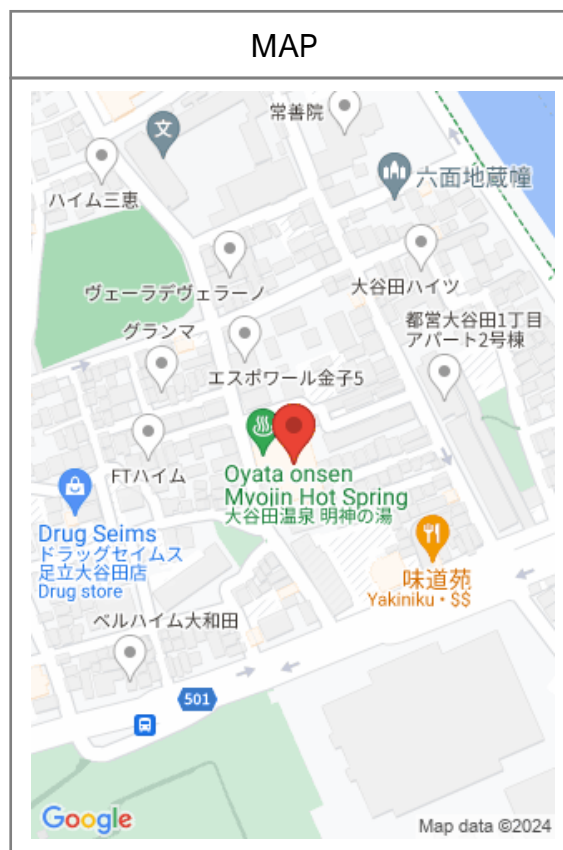 MAP
常善院
文
六面地蔵幢
ハイム三恵
ヴェーラデヴェラーノ
大谷田ハイツ
グランマ
都営大谷田1丁目
アパート2号棟
エスポワール金子5
FTハイム
Oyata onsen
Myojin Hot Spring
大谷田温泉 明神の湯
Drug Seims
ドラッグセイムス
足立大谷田店
Drug store
味道苑
Yakiniku・$$
ベルハイム大和田
501
Google
Map data ©2024